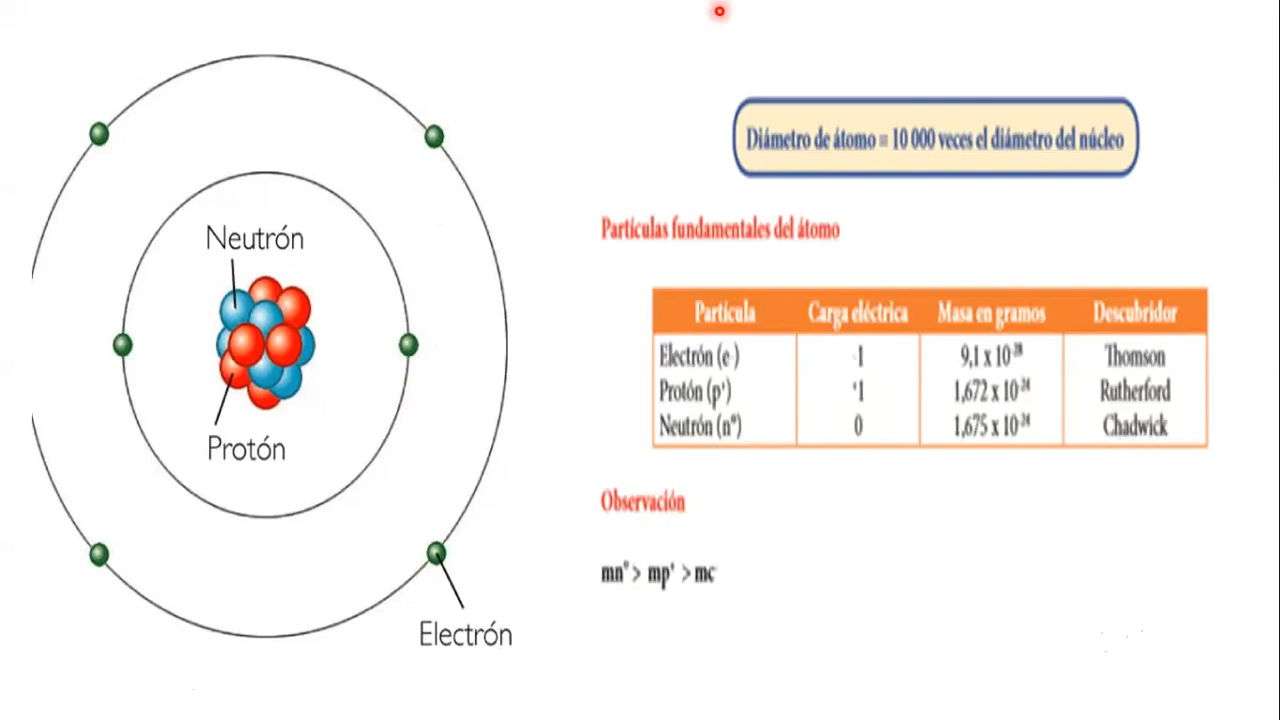 Diámetro de átomo = 10 000 veces el diámetro del núcleo
Partículas fundamentales del átomo
Neutrón
Protón
Electrón
Partícula Carga eléctrica Masa en gramos Descubridor
Electrón (e-) -1 9,1 x 10⁻²⁸ Thomson
Protón (p⁺) ⁺1 1,672 x 10⁻²⁴ Rutherford
Neutrón (n°) 0 1,675 x 10⁻²⁴ Chadwick
Observación
mn° > mp⁺ > mc